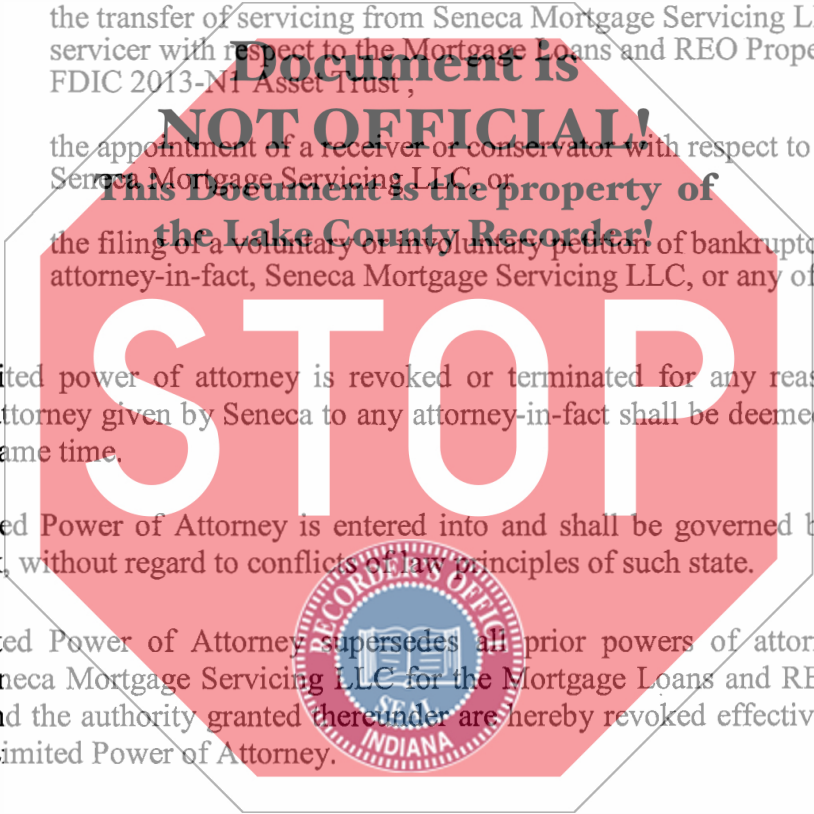 the transfer of servicing from Seneca Mortgage Servicing L
servicer with respect to the Mortgage Loans and REO Prope
Document is
FDIC 2013-N1 Asset Trust ,
NOT OFFICIAL!
the appointment of a receiver or conservator with respect to
Seneca Mortgage Servicing LLC, or
This Document is the property of
the Lake County Recorder!
the filing of a voluntary or involuntary petition of bankruptc
attorney-in-fact, Seneca Mortgage Servicing LLC, or any of
STOP
ited power of attorney is revoked or terminated for any reas
ttorney given by Seneca to any attorney-in-fact shall be deemed
ame time.
ed Power of Attorney is entered into and shall be governed b
, without regard to conflicts of law principles of such state.
RECORDER'S OFFICE
SEAL
INDIANA
ted Power of Attorney supersedes all prior powers of attor
neca Mortgage Servicing LLC for the Mortgage Loans and RE
nd the authority granted thereunder are hereby revoked effectiv
imited Power of Attorney.